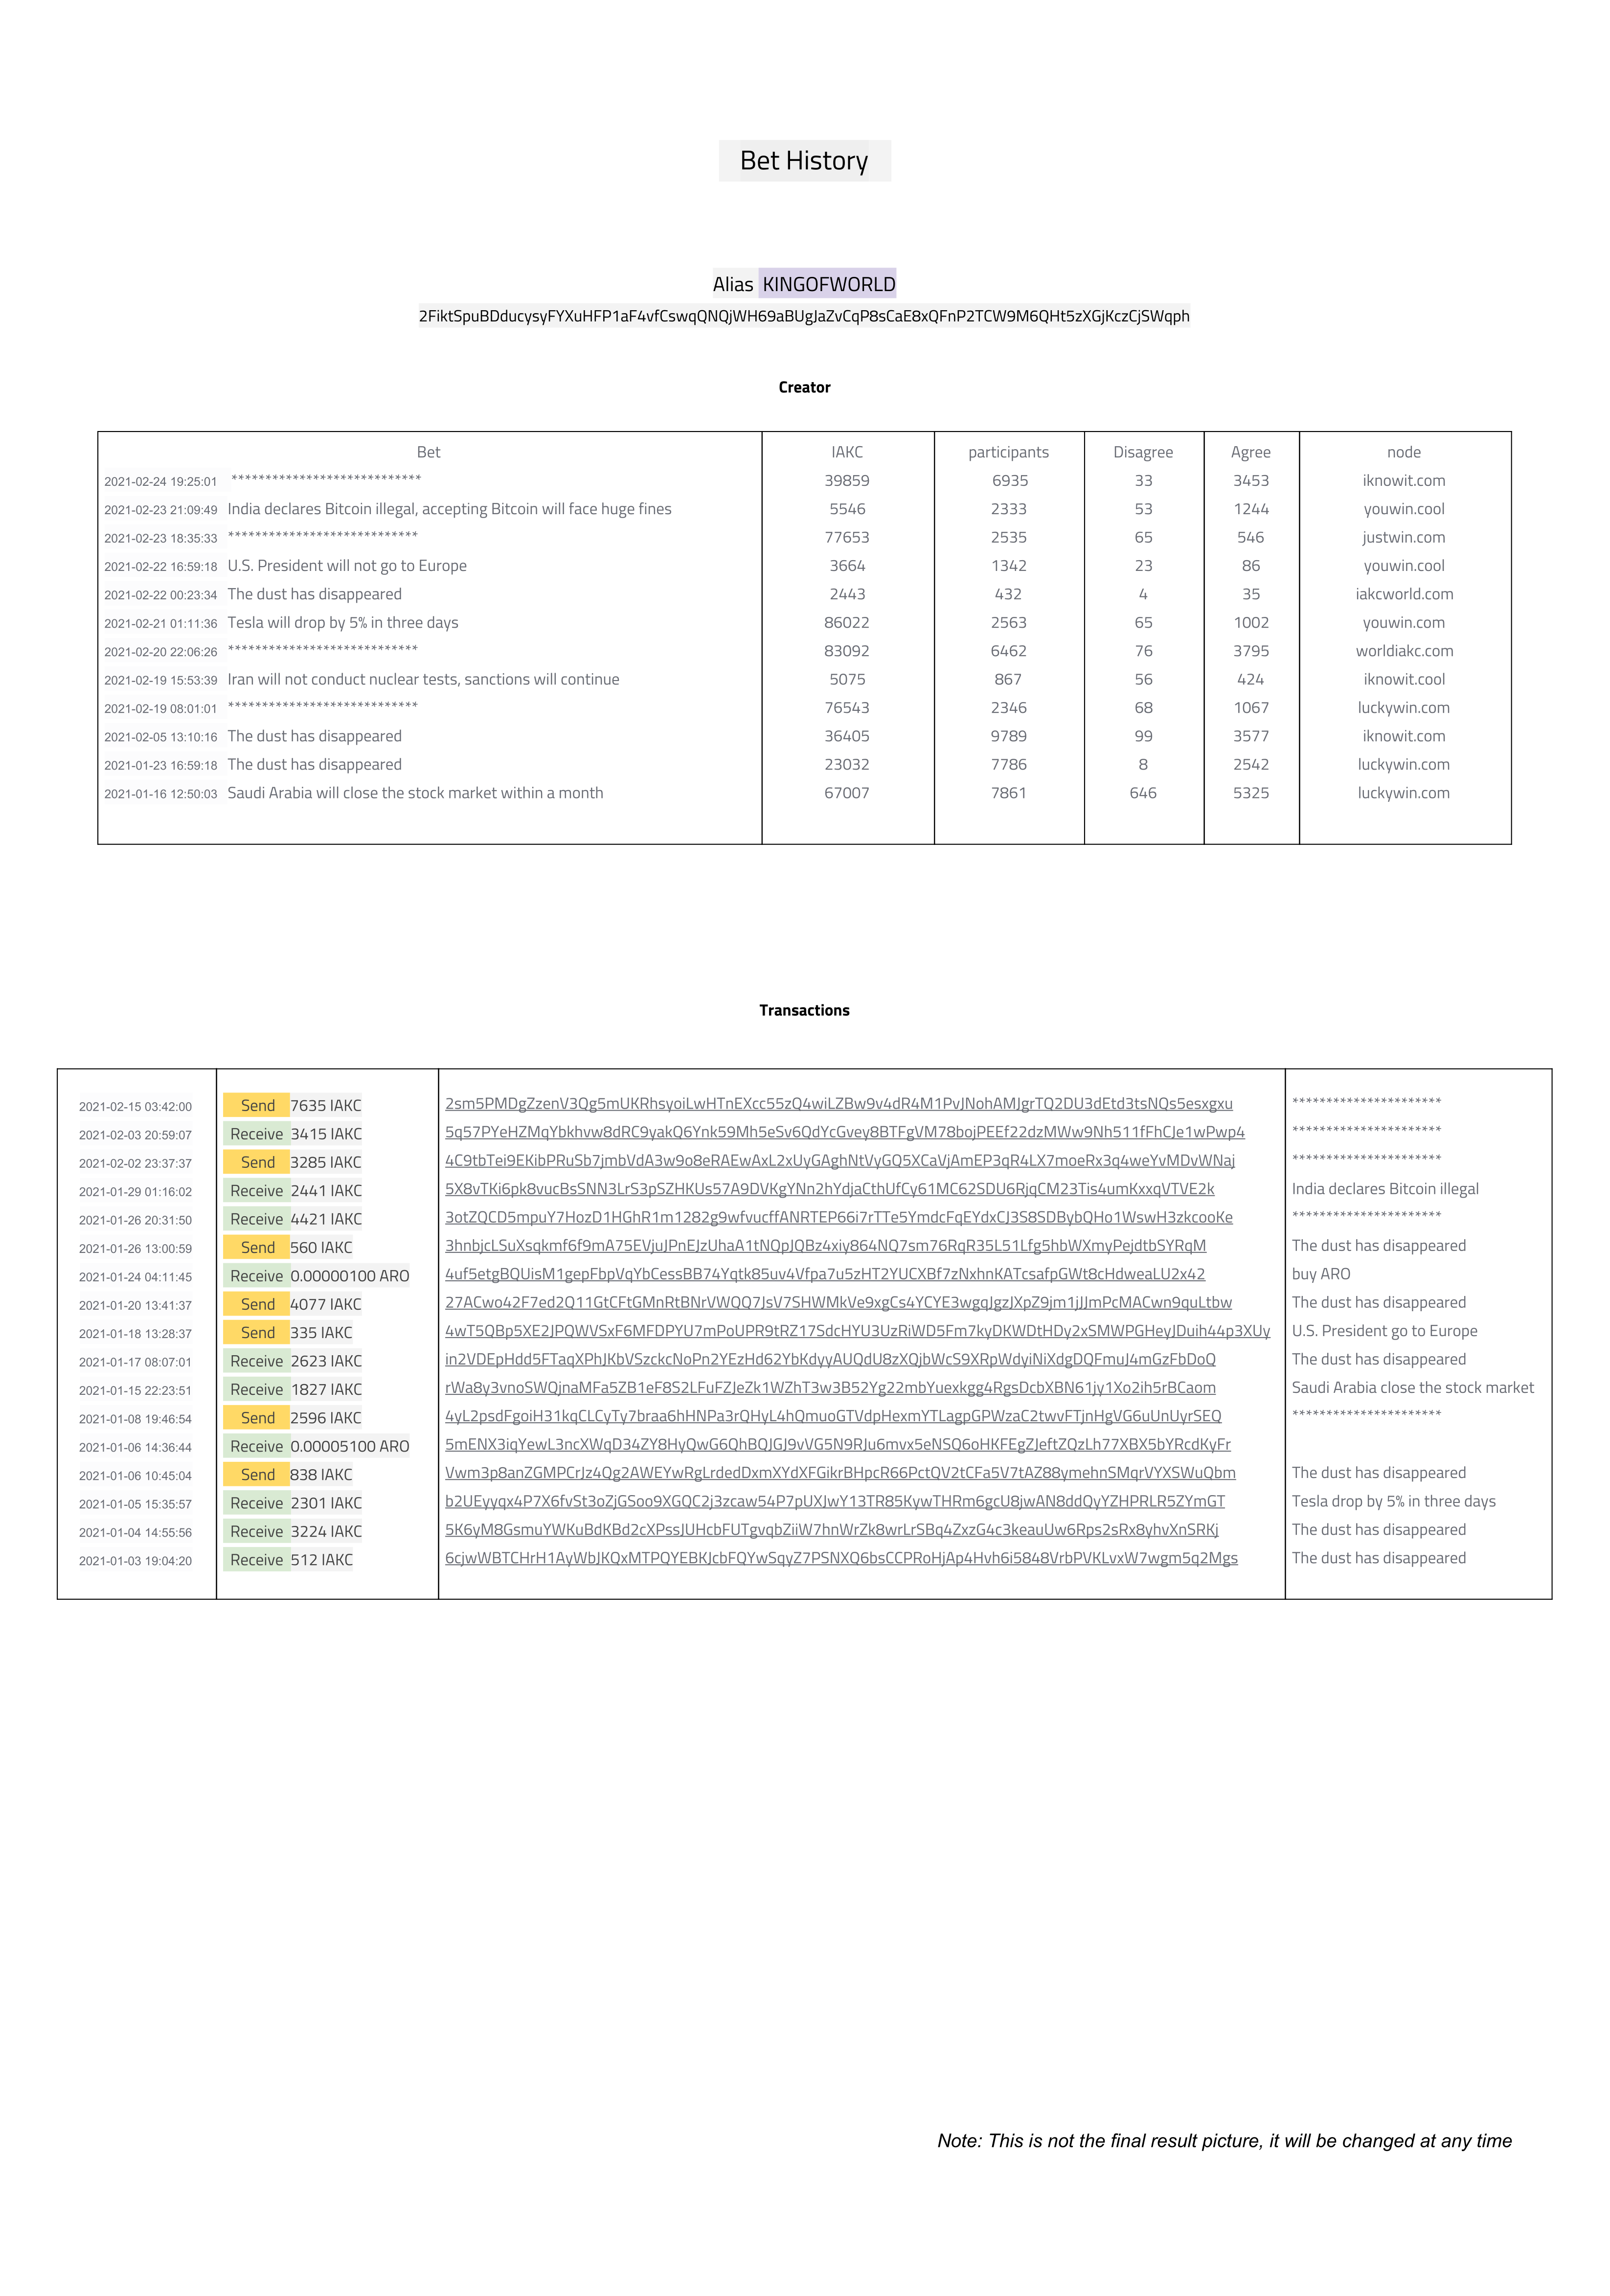 Bet History
Alias KINGOFWORLD
2FiktSpuBDducysyFYXuHFP1aF4vfCswqQNQjWH69aBUgJaZvCqP8sCaE8xQFnP2TCW9M6QHt5zXGjKczCjSWqph
Creator
Bet IAKC participants Disagree Agree node
2021-02-24 19:25:01 **************************** 39859 6935 33 3453 iknowit.com
2021-02-23 21:09:49 India declares Bitcoin illegal, accepting Bitcoin will face huge fines 5546 2333 53 1244 youwin.cool
2021-02-23 18:35:33 **************************** 77653 2535 65 546 justwin.com
2021-02-22 16:59:18 U.S. President will not go to Europe 3664 1342 23 86 youwin.cool
2021-02-22 00:23:34 The dust has disappeared 2443 432 4 35 iakcworld.com
2021-02-21 01:11:36 Tesla will drop by 5% in three days 86022 2563 65 1002 youwin.com
2021-02-20 22:06:26 **************************** 83092 6462 76 3795 worldiakc.com
2021-02-19 15:53:39 Iran will not conduct nuclear tests, sanctions will continue 5075 867 56 424 iknowit.cool
2021-02-19 08:01:01 **************************** 76543 2346 68 1067 luckywin.com
2021-02-05 13:10:16 The dust has disappeared 36405 9789 99 3577 iknowit.com
2021-01-23 16:59:18 The dust has disappeared 23032 7786 8 2542 luckywin.com
2021-01-16 12:50:03 Saudi Arabia will close the stock market within a month 67007 7861 646 5325 luckywin.com
Transactions
2021-02-15 03:42:00 Send 7635 IAKC 2sm5PMDgZzenV3Qg5mUKRhsyoiLwHTnEXcc55zQ4wiLZBw9v4dR4M1PvJNohAMJgrTQ2DU3dEtd3tsNQs5esxgxu **********************
2021-02-03 20:59:07 Receive 3415 IAKC 5q57PYeHZMqYbkhvw8dRC9yakQ6Ynk59Mh5eSv6QdYcGvey8BTFgVM78bojPEEf22dzMWw9Nh511fFhCJe1wPwp4 **********************
2021-02-02 23:37:37 Send 3285 IAKC 4C9tbTei9EKibPRuSb7jmbVdA3w9o8eRAEwAxL2xUyGAghNtVyGQ5XCaVjAmEP3qR4LX7moeRx3q4weYvMDvWNaj **********************
2021-01-29 01:16:02 Receive 2441 IAKC 5X8vTKi6pk8vucBsSNN3LrS3pSZHKUs57A9DVKgYNn2hYdjaCthUfCy61MC62SDU6RjqCM23Tis4umKxxqVTVE2k India declares Bitcoin illegal
2021-01-26 20:31:50 Receive 4421 IAKC 3otZQCD5mpuY7HozD1HGhR1m1282g9wfvucffANRTEP66i7rTTe5YmdcFqEYdxCJ3S8SDBybQHo1WswH3zkcooKe **********************
2021-01-26 13:00:59 Send 560 IAKC 3hnbjcLSuXsqkmf6f9mA75EVjuJPnEJzUhaA1tNQpJQBz4xiy864NQ7sm76RqR35L51Lfg5hbWXmyPejdtbSYRqM The dust has disappeared
2021-01-24 04:11:45 Receive 0.00000100 ARO 4uf5etgBQUisM1gepFbpVqYbCessBB74Yqtk85uv4Vfpa7u5zHT2YUCXBf7zNxhnKATcsafpGWt8cHdweaLU2x42 buy ARO
2021-01-20 13:41:37 Send 4077 IAKC 27ACwo42F7ed2Q11GtCFtGMnRtBNrVWQQ7JsV7SHWMkVe9xgCs4YCYE3wgqJgzJXpZ9jm1jJJmPcMACwn9quLtbw The dust has disappeared
2021-01-18 13:28:37 Send 335 IAKC 4wT5QBp5XE2JPQWVSxF6MFDPYU7mPoUPR9tRZ17SdcHYU3UzRiWD5Fm7kyDKWDtHDy2xSMWPGHeyJDuih44p3XUy U.S. President go to Europe
2021-01-17 08:07:01 Receive 2623 IAKC in2VDEpHdd5FTaqXPhJKbVSzckcNoPn2YEzHd62YbKdyyAUQdU8zXQjbWcS9XRpWdyiNiXdgDQFmuJ4mGzFbDoQ The dust has disappeared
2021-01-15 22:23:51 Receive 1827 IAKC rWa8y3vnoSWQjnaMFa5ZB1eF8S2LFuFZJeZk1WZhT3w3B52Yg22mbYuexkgg4RgsDcbXBN61jy1Xo2ih5rBCaom Saudi Arabia close the stock market
2021-01-08 19:46:54 Send 2596 IAKC 4yL2psdFgoiH31kqCLCyTy7braa6hHNPa3rQHyL4hQmuoGTVdpHexmYTLagpGPWzaC2twvFTjnHgVG6uUnUyrSEQ **********************
2021-01-06 14:36:44 Receive 0.00005100 ARO 5mENX3iqYewL3ncXWqD34ZY8HyQwG6QhBQJGJ9vVG5N9RJu6mvx5eNSQ6oHKFEgZJeftZQzLh77XBX5bYRcdKyFr
2021-01-06 10:45:04 Send 838 IAKC Vwm3p8anZGMPCrJz4Qg2AWEYwRgLrdedDxmXYdXFGikrBHpcR66PctQV2tCFa5V7tAZ88ymehnSMqrVYXSWuQbm The dust has disappeared
2021-01-05 15:35:57 Receive 2301 IAKC b2UEyyqx4P7X6fvSt3oZjGSoo9XGQC2j3zcaw54P7pUXJwY13TR85KywTHRm6gcU8jwAN8ddQyYZHPRLR5ZYmGT Tesla drop by 5% in three days
2021-01-04 14:55:56 Receive 3224 IAKC 5K6yM8GsmuYWKuBdKBd2cXPssJUHcbFUTgvqbZiiW7hnWrZk8wrLrSBq4ZxzG4c3keauUw6Rps2sRx8yhvXnSRKj The dust has disappeared
2021-01-03 19:04:20 Receive 512 IAKC 6cjwWBTCHrH1AyWbJKQxMTPQYEBKJcbFQYwSqyZ7PSNXQ6bsCCPRoHjAp4Hvh6i5848VrbPVKLvxW7wgm5q2Mgs The dust has disappeared
Note: This is not the final result picture, it will be changed at any time